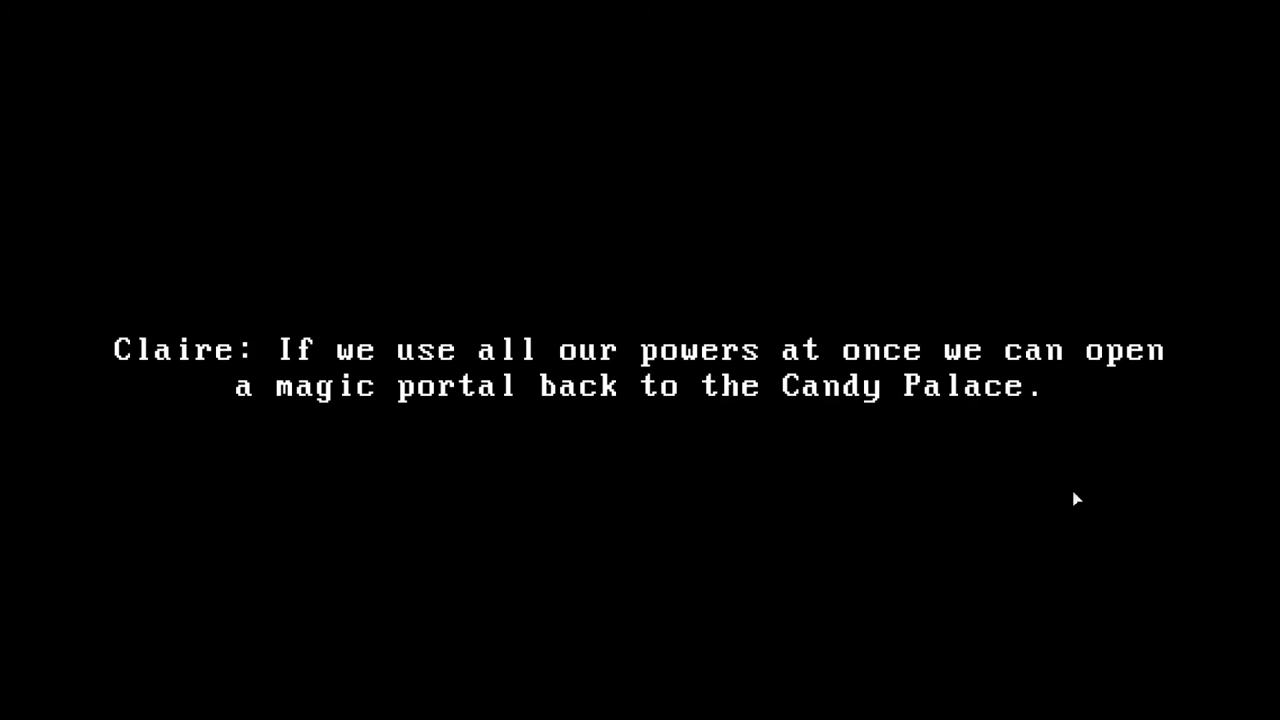 Claire: If we use all our powers at once we can open
a magic portal back to the Candy Palace.